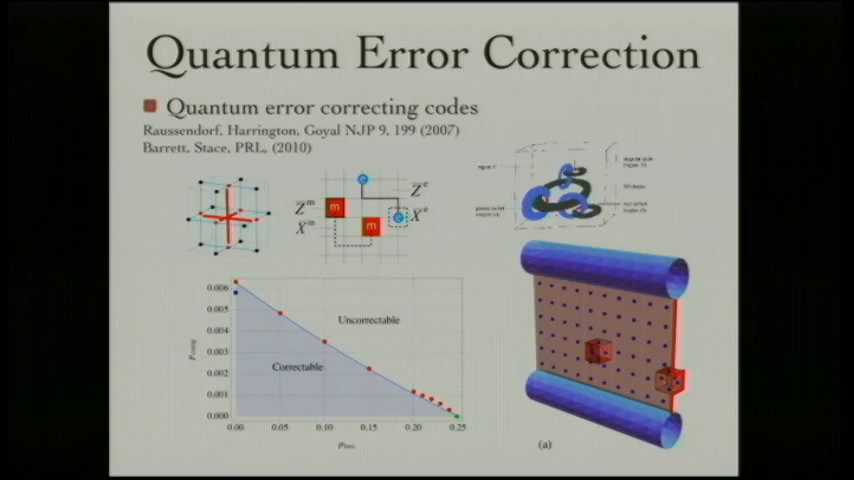 Quantum Error Correction
Quantum error correcting codes
Raussendorf, Harrington, Goyal NJP 9, 199 (2007)
Barrett, Stace, PRL, (2010)
e
Z̅ᵐ
m
Z̅ᵉ
X̅ᵐ
m
e
X̅ᵉ
0.006
0.005
0.004
0.003
0.002
0.001
0.000
Uncorrectable
Correctable
0.00 0.05 0.10 0.15 0.20 0.25
(a)